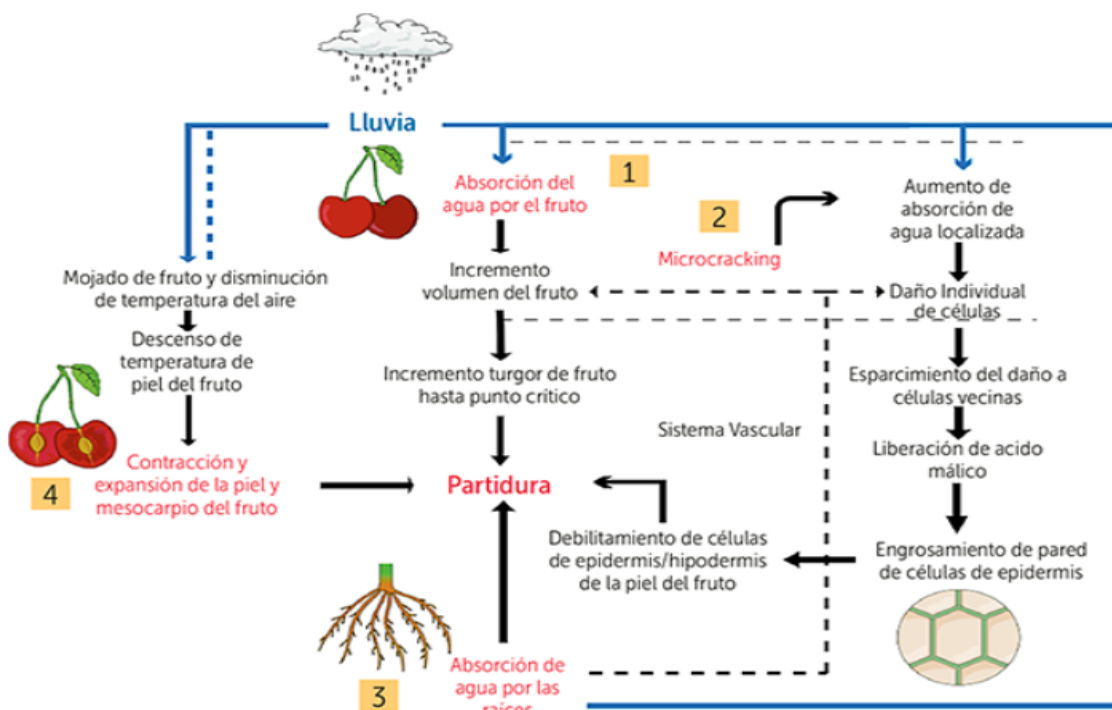 Lluvia
1
Absorción del
agua por el fruto
2
Microcracking
Aumento de
absorción de
agua localizada
Mojado de fruto y disminución
de temperatura del aire
Incremento
volumen del fruto
Daño Individual
de células
Descenso de
temperatura de
piel del fruto
Incremento turgor de fruto
hasta punto crítico
Esparcimiento del daño a
células vecinas
Sistema Vascular
Liberación de acido
málico
4
Contracción y
expansión de la piel y
mesocarpio del fruto
Partidura
Debilitamiento de células
de epidermis/hipodermis
de la piel del fruto
Engrosamiento de pared
de células de epidermis
3
Absorción de
agua por las
raíces